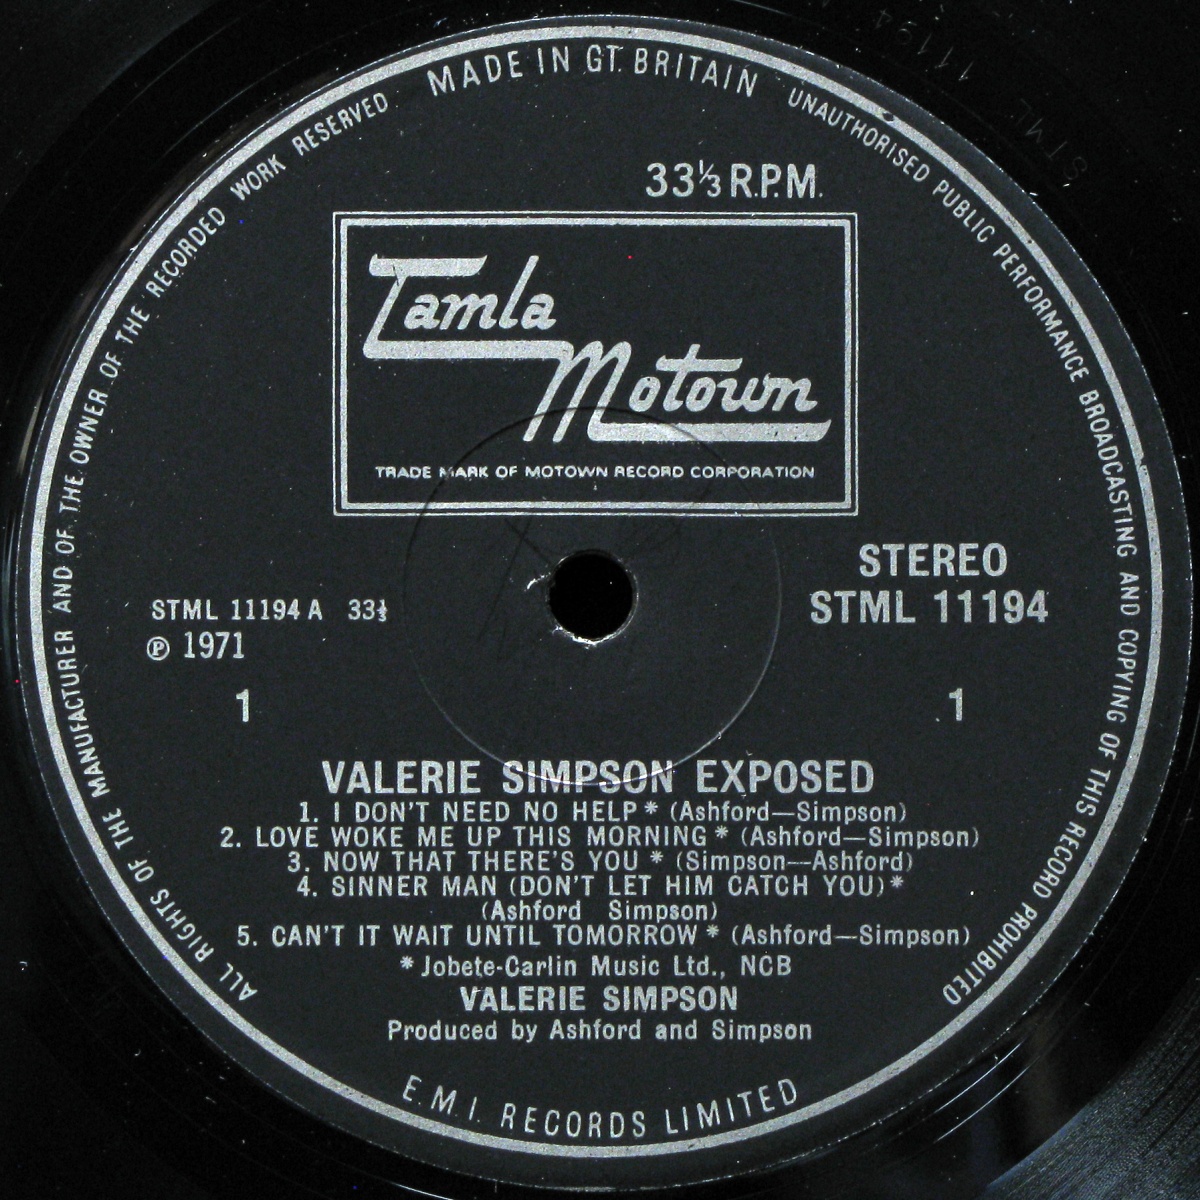 MADE IN GT. BRITAIN
UNAUTHORISED PUBLIC PERFORMANCE BROADCASTING AND COPYING OF THIS RECORD PROHIBITED
ALL RIGHTS OF THE MANUFACTURER AND OF THE OWNER OF THE RECORDED WORK RESERVED
STML 1194
33⅓ R.P.M.
Tamla
Motown
TRADE MARK OF MOTOWN RECORD CORPORATION
STEREO
STML 11194
STML 11194 A 33⅓
℗ 1971
1 1
VALERIE SIMPSON EXPOSED
1. I DON'T NEED NO HELP * (Ashford—Simpson)
2. LOVE WOKE ME UP THIS MORNING * (Ashford—Simpson)
3. NOW THAT THERE'S YOU * (Simpson—Ashford)
4. SINNER MAN (DON'T LET HIM CATCH YOU) *
(Ashford Simpson)
5. CAN'T IT WAIT UNTIL TOMORROW * (Ashford—Simpson)
* Jobete-Carlin Music Ltd., NCB
VALERIE SIMPSON
Produced by Ashford and Simpson
E.M.I. RECORDS LIMITED